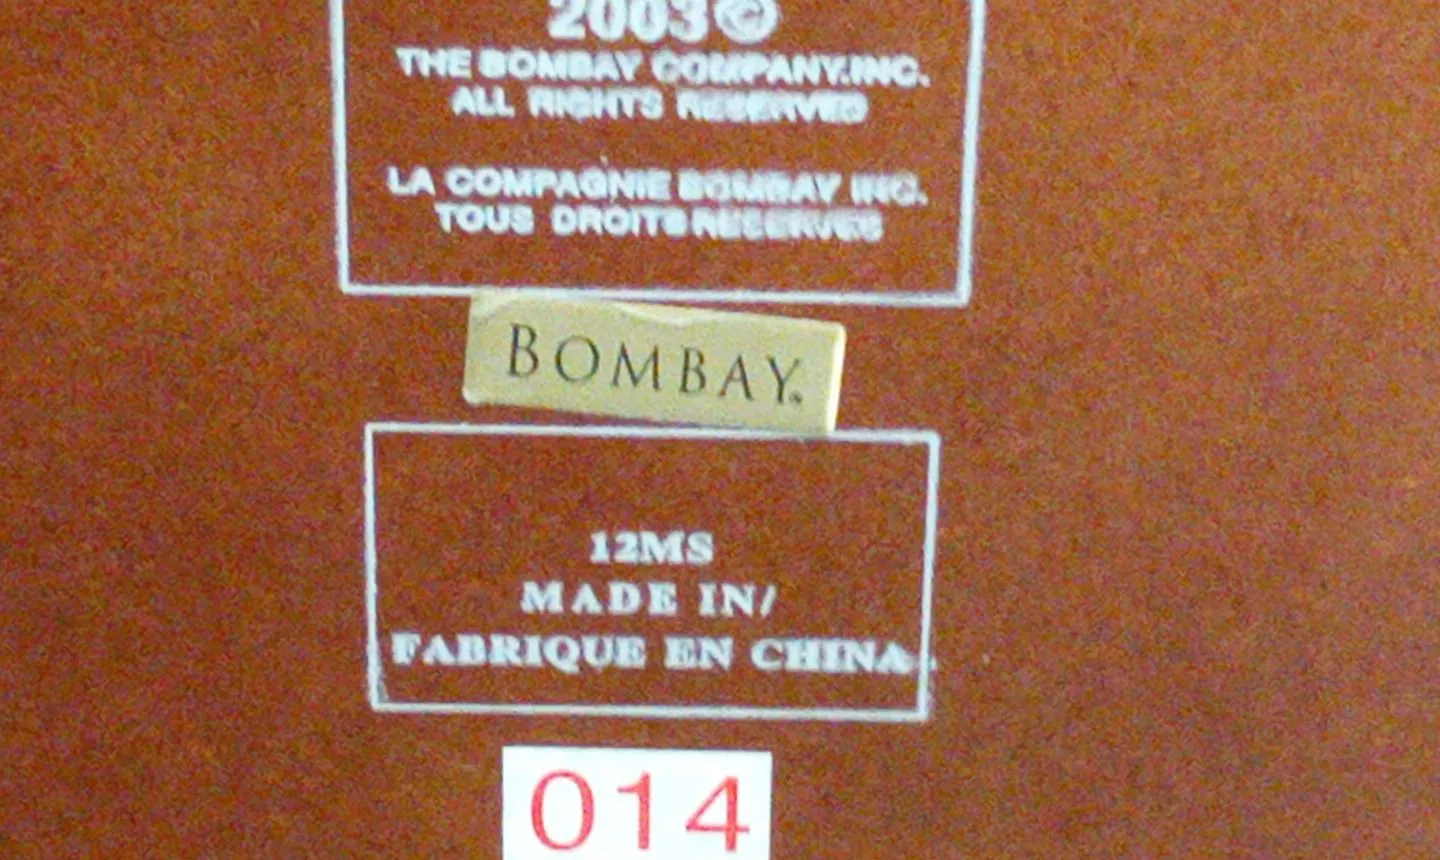 2003©
THE BOMBAY COMPANY.INC.
ALL RIGHTS RESERVED
LA COMPAGNIE BOMBAY INC.
TOUS DROITS RESERVES
BOMBAY®
12MS
MADE IN/
FABRIQUE EN CHINA.
014